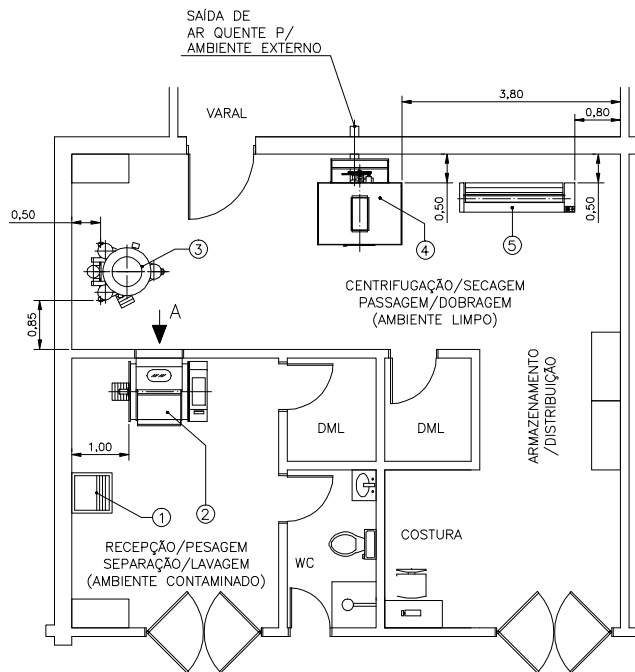 SAÍDA DE
AR QUENTE P/
AMBIENTE EXTERNO
VARAL
3,80
0,80
0,50
0,50
0,50
3
4
5
0,85
A
CENTRIFUGAÇÃO/SECAGEM
PASSAGEM/DOBRAGEM
(AMBIENTE LIMPO)
ARMAZENAMENTO
/DISTRIBUIÇÃO
DML
DML
1,00
1
2
RECEPÇÃO/PESAGEM
SEPARAÇÃO/LAVAGEM
(AMBIENTE CONTAMINADO)
WC
COSTURA